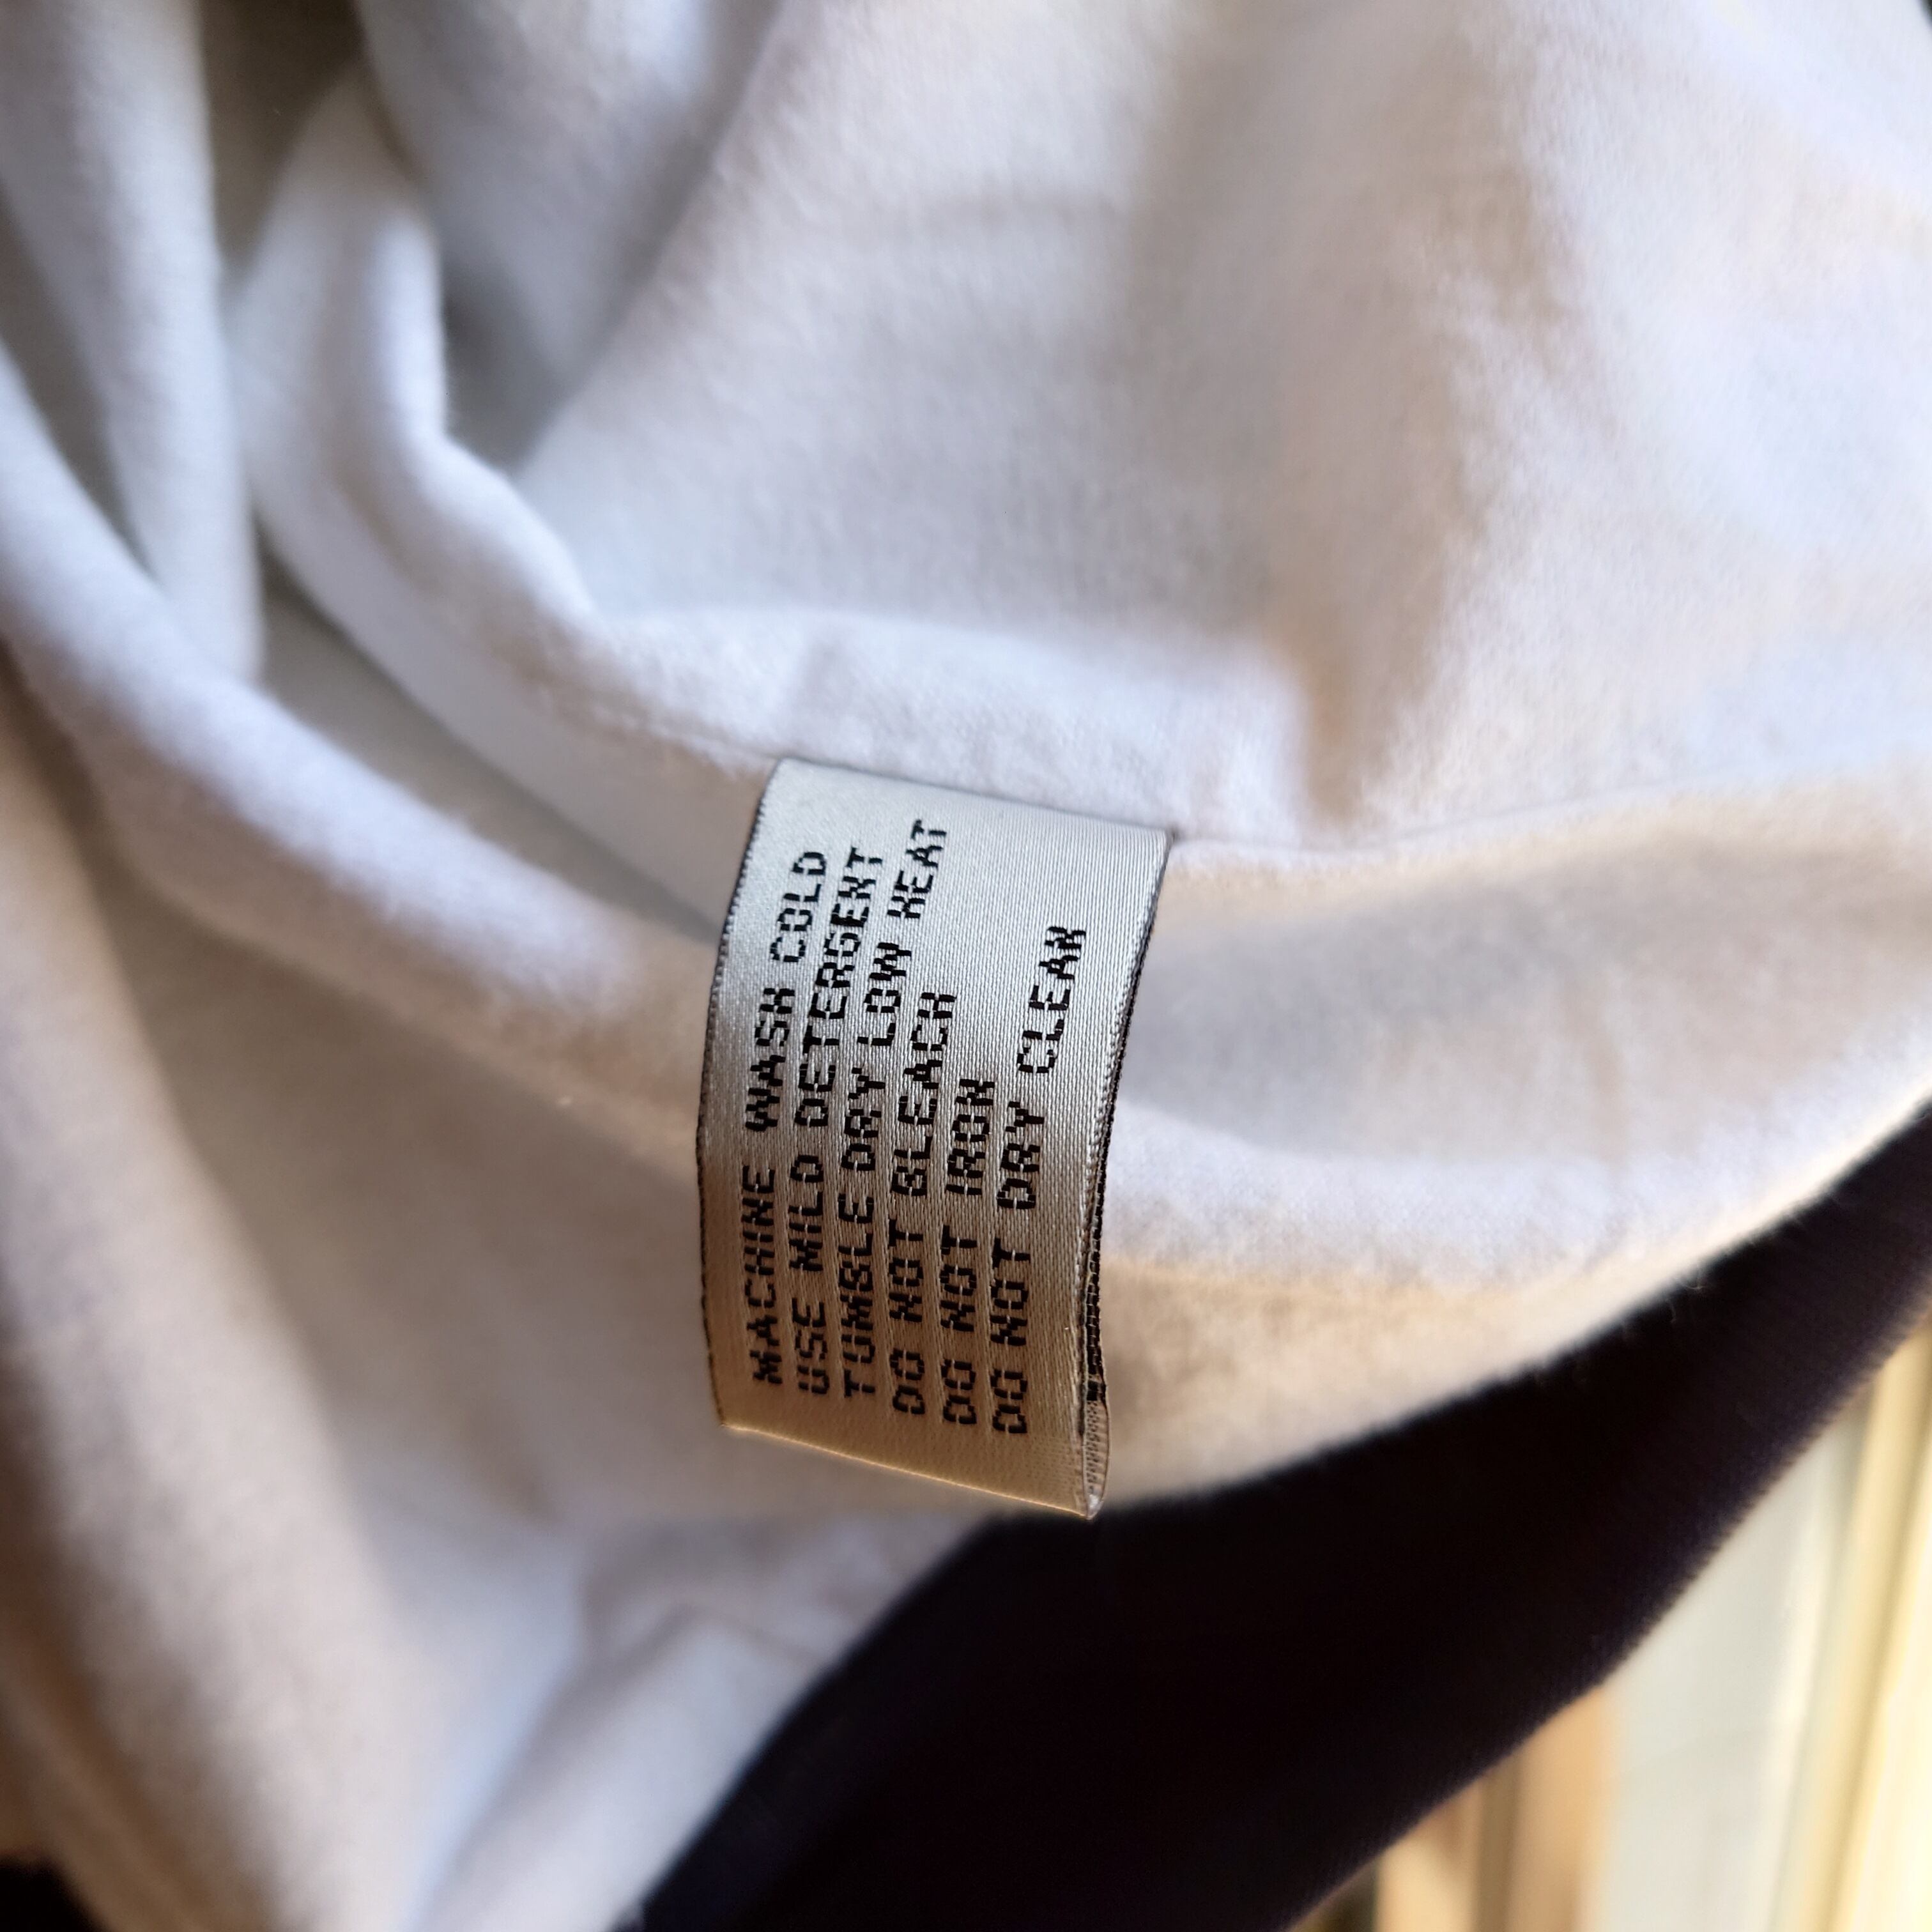 MACHINE WASH COLD
USE MILD DETERGENT
TUMBLE DRY LOW HEAT
DO NOT BLEACH
DO NOT IRON
DO NOT DRY CLEAN